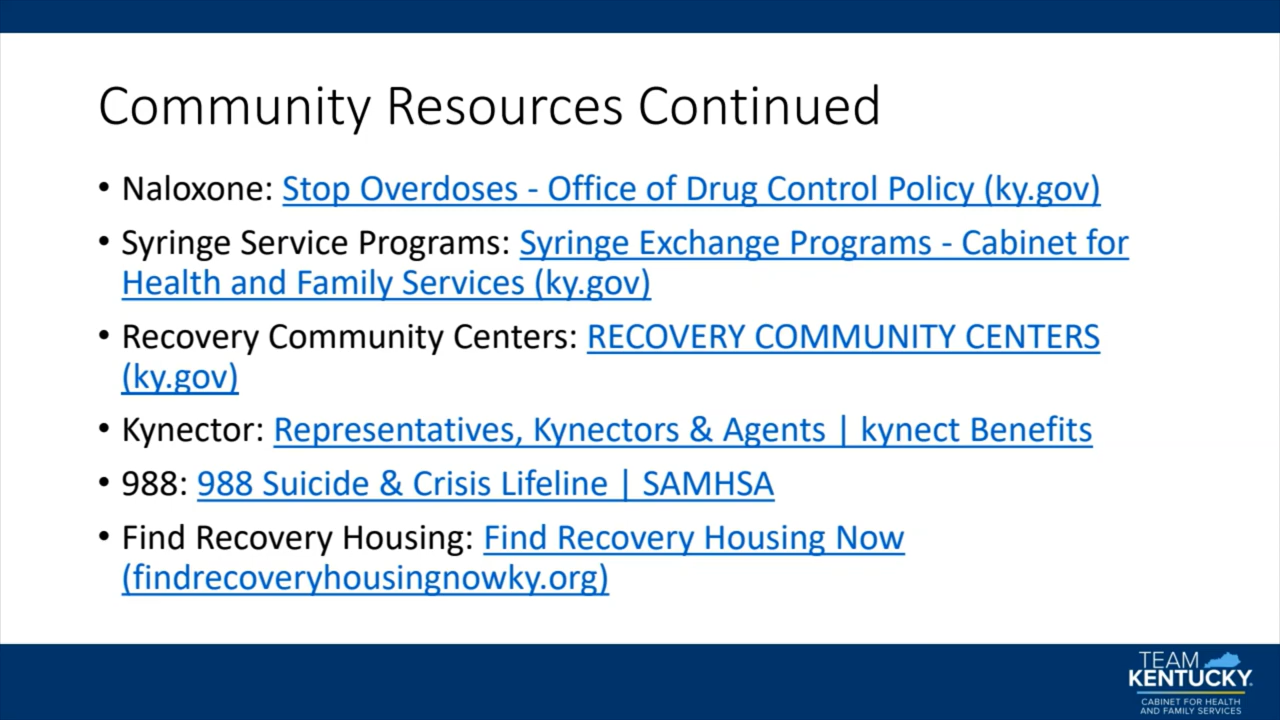 Community Resources Continued
• Naloxone: Stop Overdoses - Office of Drug Control Policy (ky.gov)
• Syringe Service Programs: Syringe Exchange Programs - Cabinet for
Health and Family Services (ky.gov)
• Recovery Community Centers: RECOVERY COMMUNITY CENTERS
(ky.gov)
• Kynector: Representatives, Kynectors & Agents | kynect Benefits
• 988: 988 Suicide & Crisis Lifeline | SAMHSA
• Find Recovery Housing: Find Recovery Housing Now
(findrecoveryhousingnowky.org)
TEAM
KENTUCKY
CABINET FOR HEALTH
AND FAMILY SERVICES